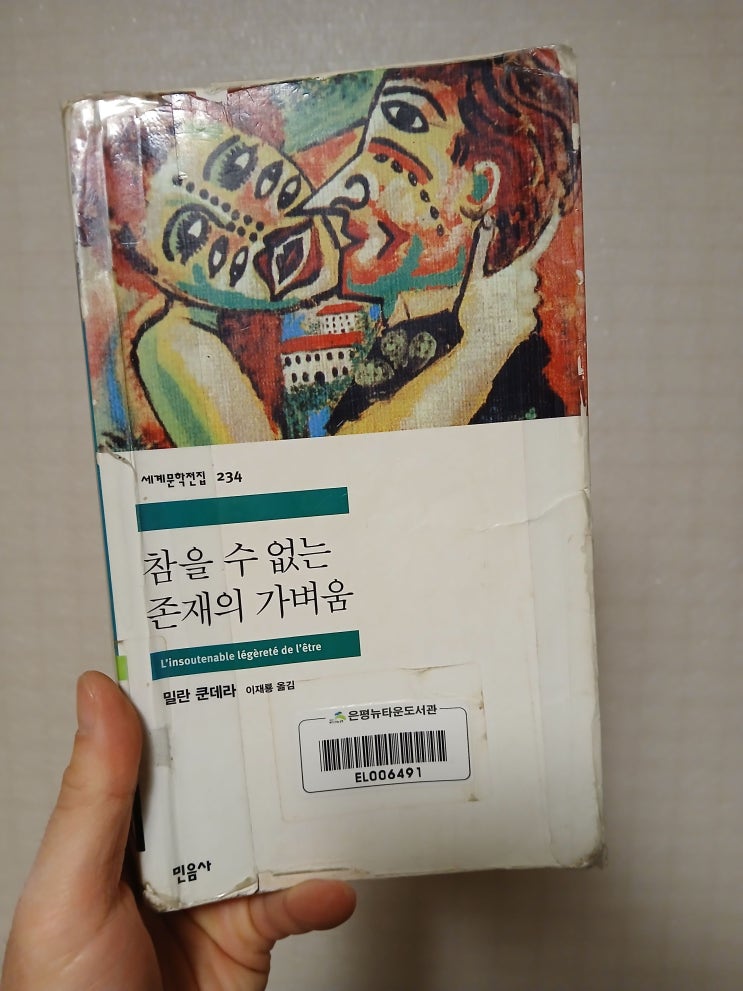 세계문학전집 234
참을 수 없는
존재의 가벼움
L'insoutenable légèreté de l'être
밀란 쿤데라 이재룡 옮김
은평뉴타운도서관
EL006491
민음사